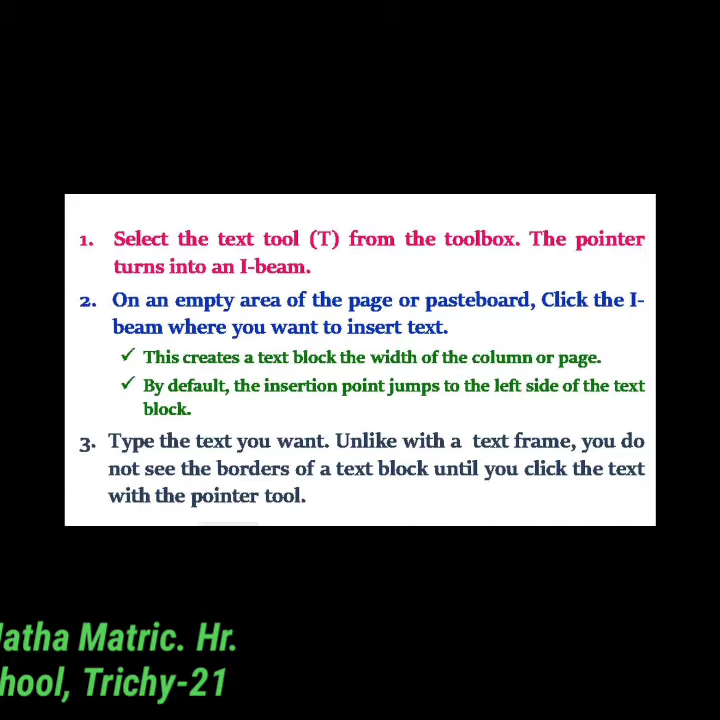 1. Select the text tool (T) from the toolbox. The pointer
turns into an I-beam.
2. On an empty area of the page or pasteboard, Click the I-
beam where you want to insert text.
✓ This creates a text block the width of the column or page.
✓ By default, the insertion point jumps to the left side of the text
block.
3. Type the text you want. Unlike with a text frame, you do
not see the borders of a text block until you click the text
with the pointer tool.
Matric. Hr.
Trichy-21